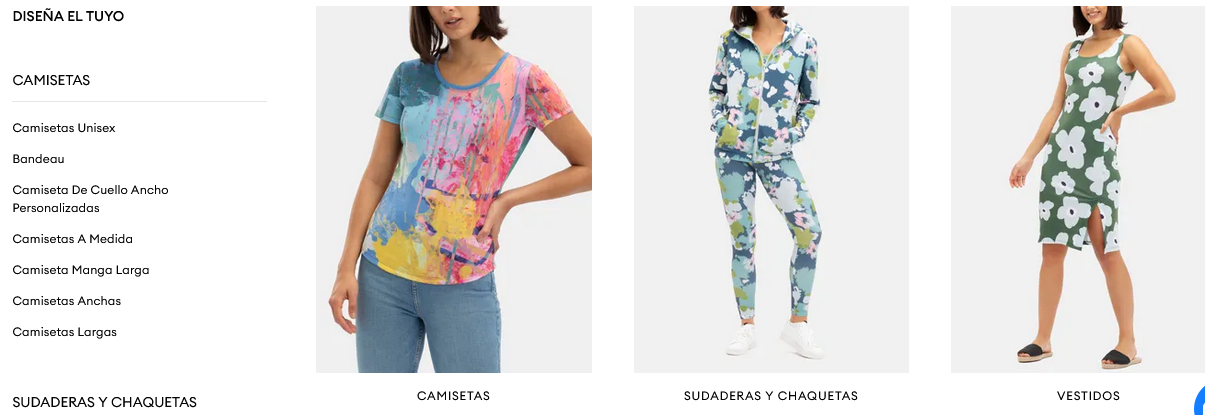 DISEÑA EL TUYO
CAMISETAS
Camisetas Unisex
Bandeau
Camiseta De Cuello Ancho
Personalizadas
Camisetas A Medida
Camiseta Manga Larga
Camisetas Anchas
Camisetas Largas
SUDADERAS Y CHAQUETAS
CAMISETAS
SUDADERAS Y CHAQUETAS
VESTIDOS